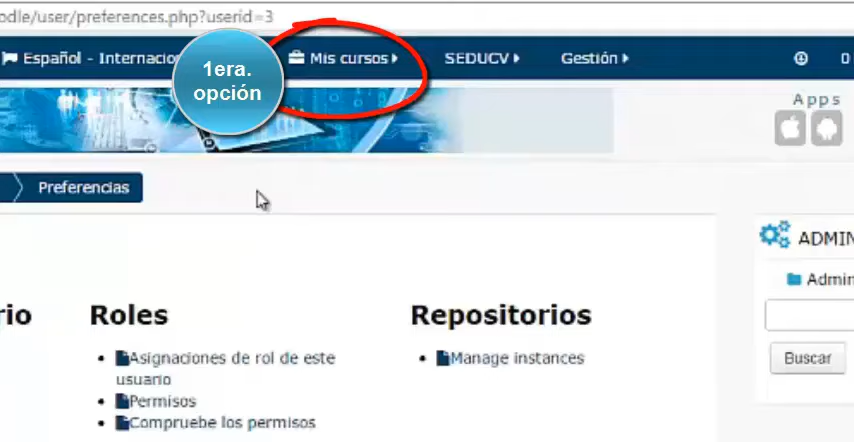 odle/user/preferences.php?userid=3
Español - Internacio
Mis cursos
SEDUCV
Gestión
0
1era.
opción
Apps
Preferencias
ADMIN
Admin
rio
Roles
Repositorios
Asignaciones de rol de este
usuario
Manage instances
Buscar
Permisos
Compruebe los permisos